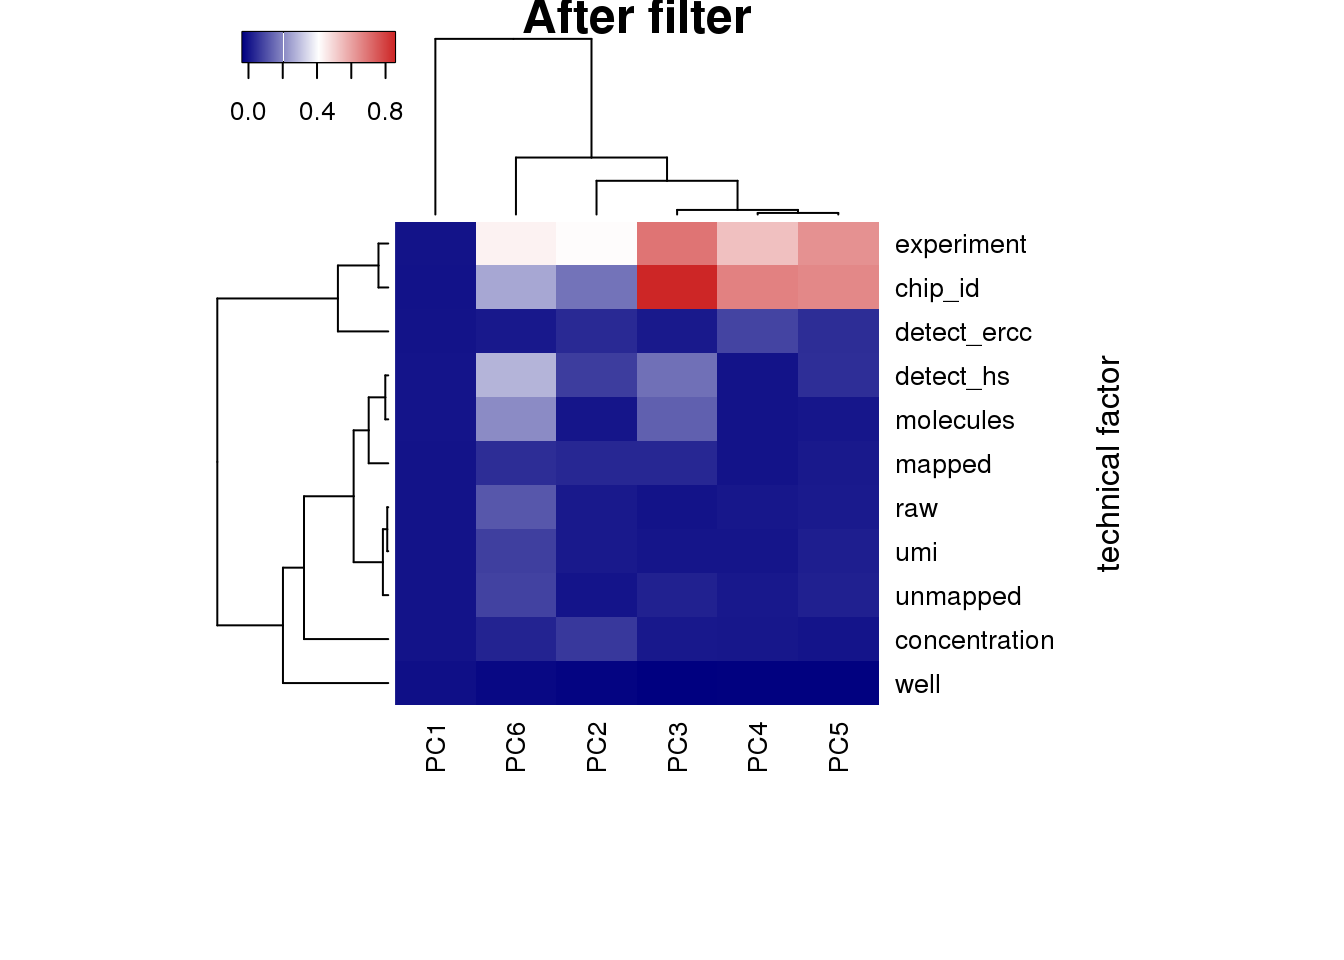 After filter
0.0 0.4 0.8
experiment
chip_id
detect_ercc
detect_hs
molecules
mapped
raw
umi
unmapped
concentration
well
technical factor
PC1 PC6 PC2 PC3 PC4 PC5